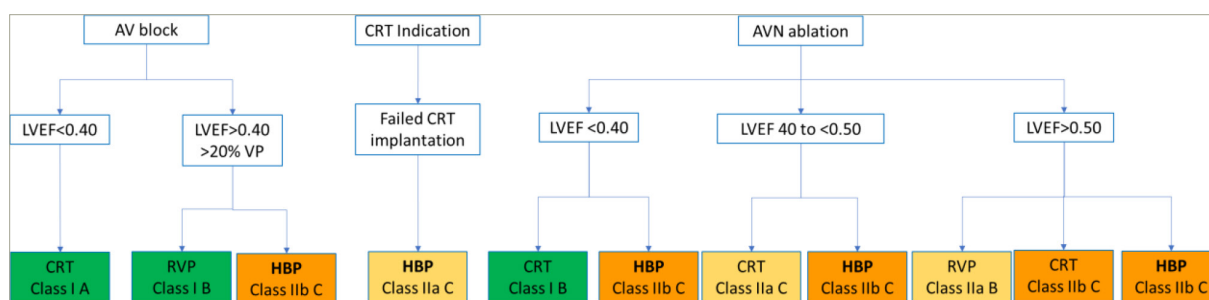 AV block
CRT Indication
AVN ablation
LVEF<0.40
LVEF>0.40
>20% VP
Failed CRT
implantation
LVEF <0.40
LVEF 40 to <0.50
LVEF>0.50
CRT
Class I A
RVP
Class I B
HBP
Class IIb C
HBP
Class IIa C
CRT
Class I B
HBP
Class IIb C
CRT
Class IIa C
HBP
Class IIb C
RVP
Class IIa B
CRT
Class IIb C
HBP
Class IIb C